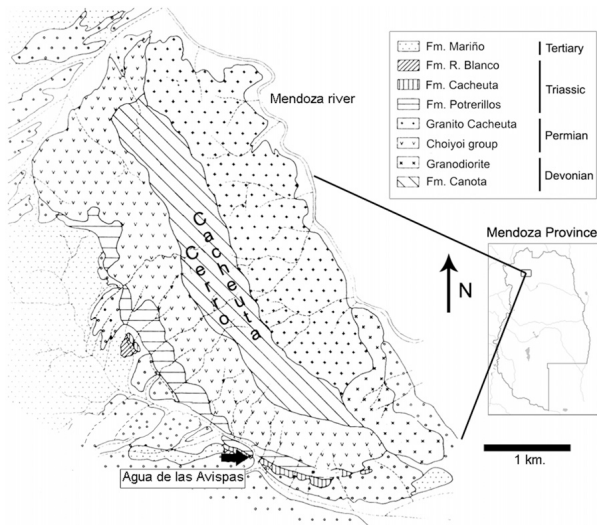 Mendoza river
Fm. Mariño
Tertiary
Fm. R. Blanco
Fm. Cacheuta
Triassic
Fm. Potrerillos
Granito Cacheuta
Permian
Choiyoi group
Granodiorite
Devonian
Fm. Canota
Cerro Cacheuta
Mendoza Province
N
1 km.
Agua de las Avispas